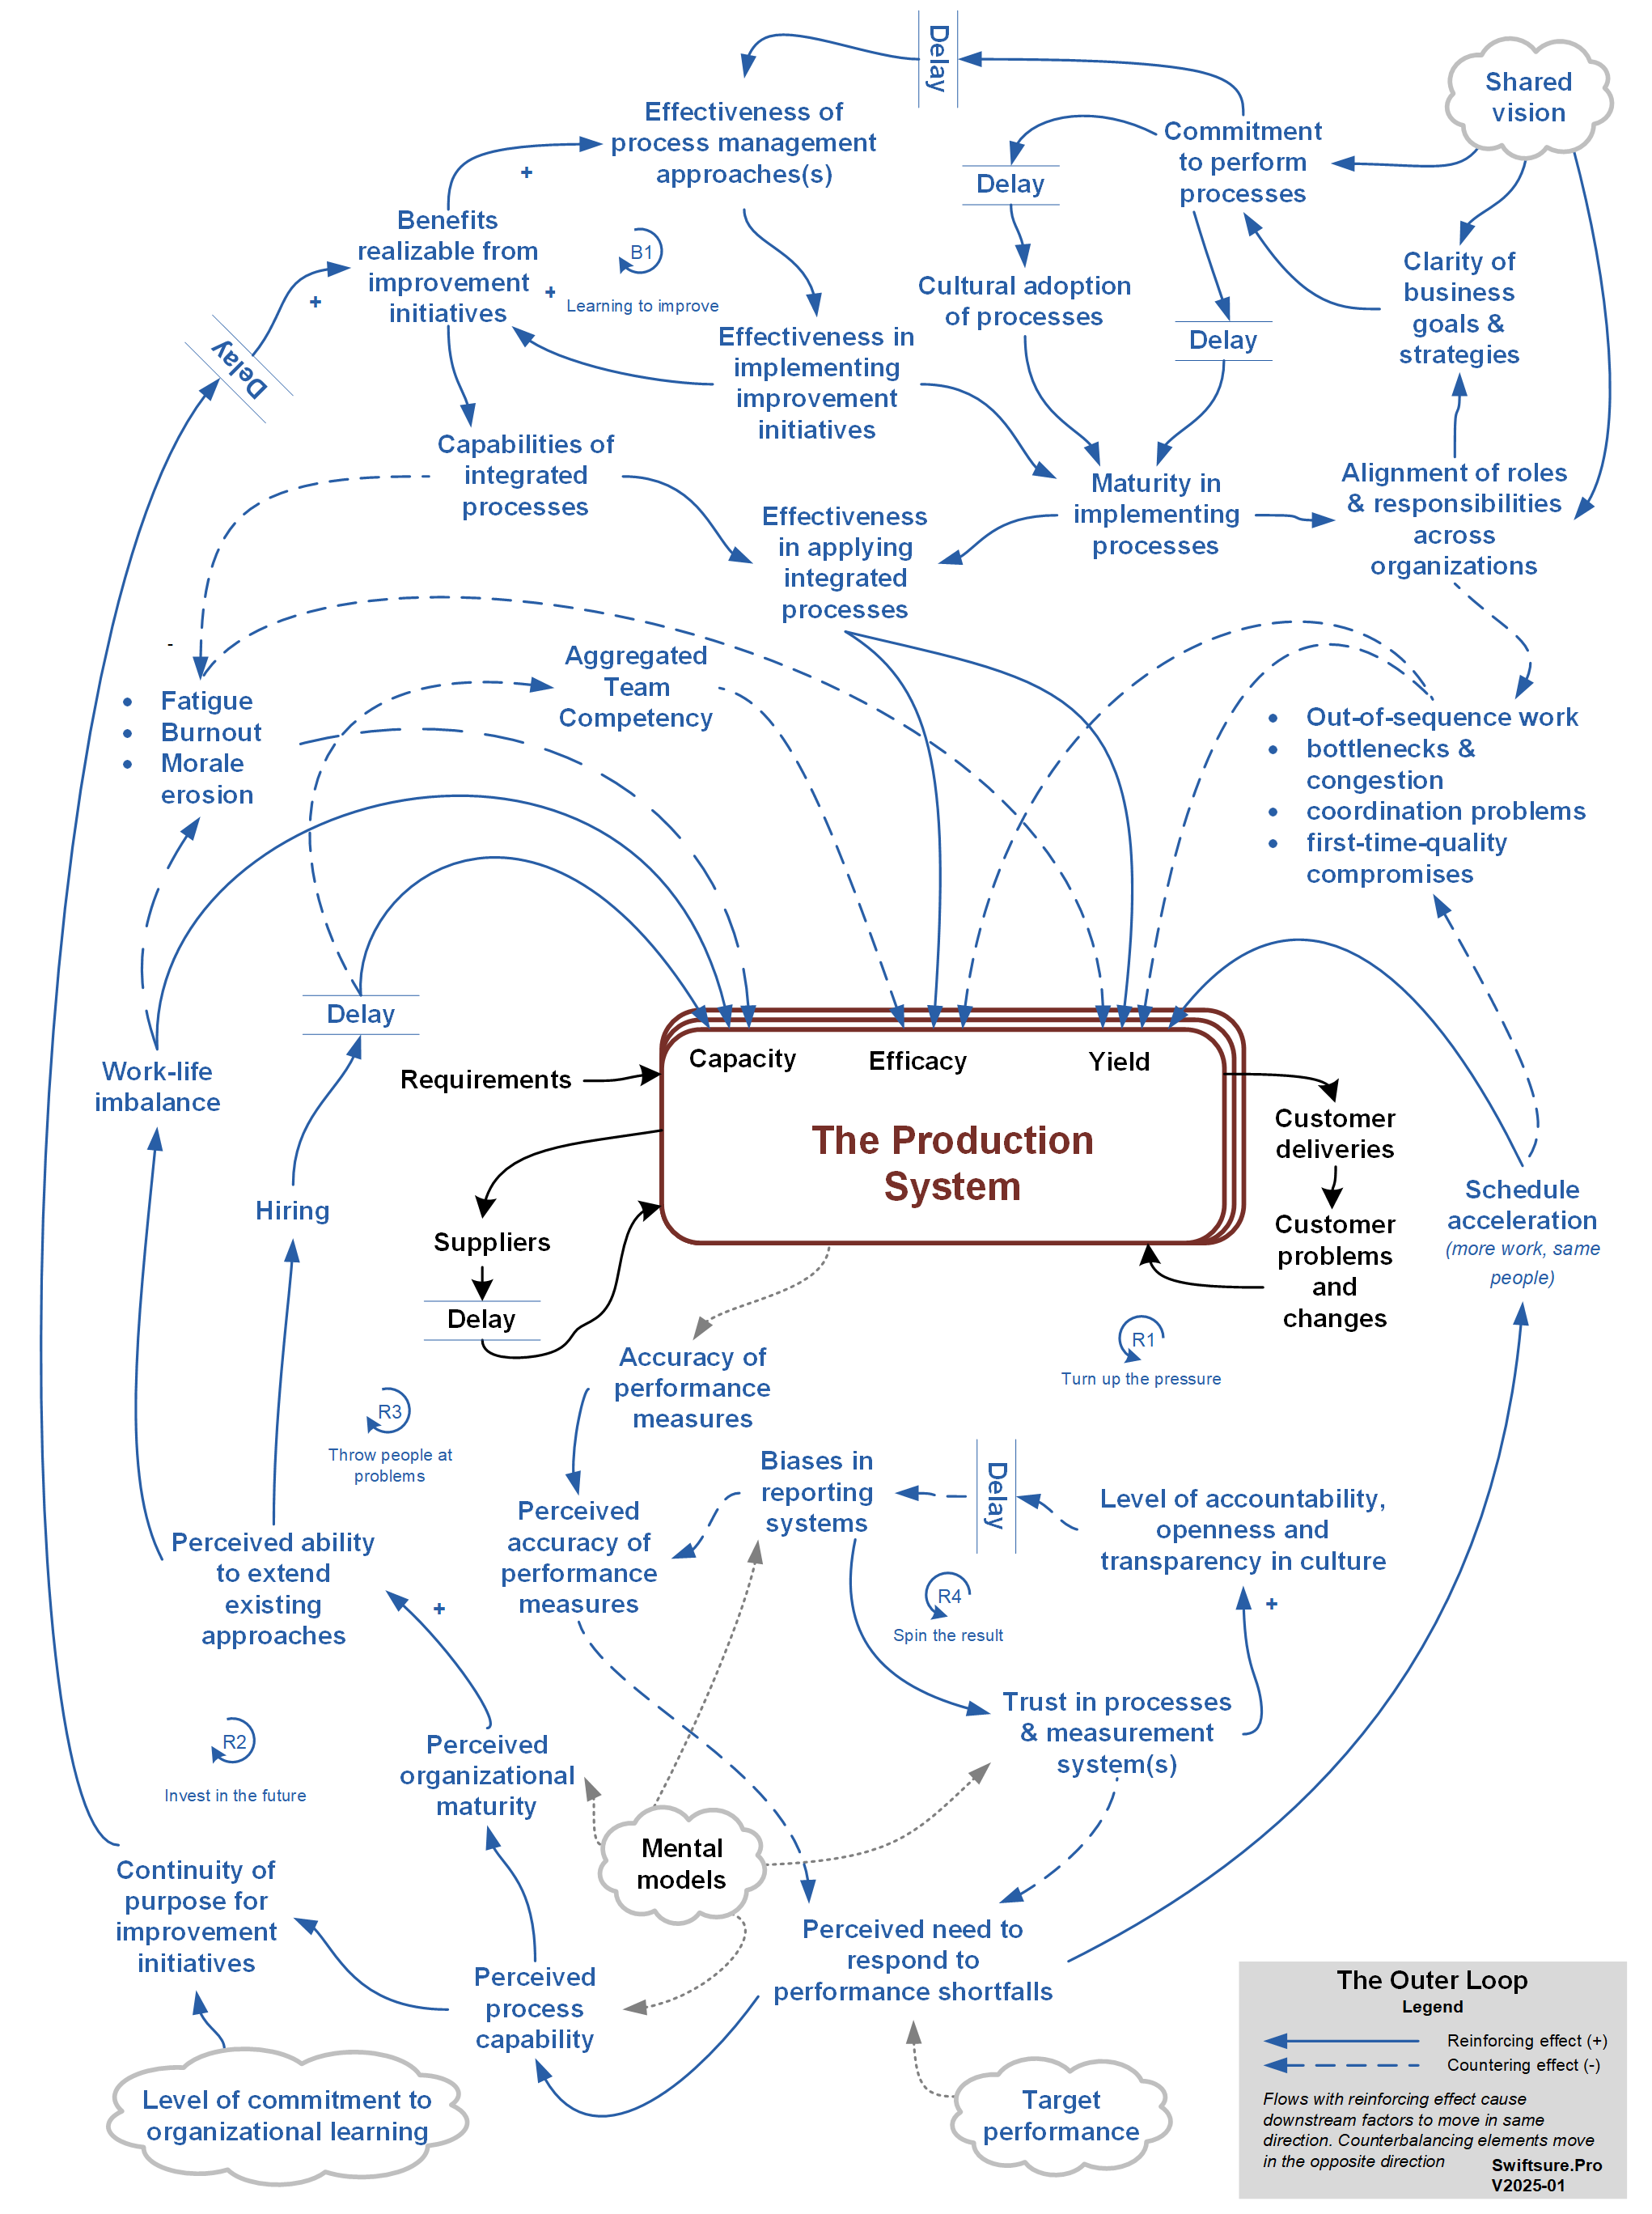 Delay
Shared
vision
Effectiveness of
process management
approaches(s)
Commitment
to perform
processes
Delay
+
Benefits
realizable from
improvement
initiatives
B1
Learning to improve
+
+
Cultural adoption
of processes
Clarity of
business
goals &
strategies
Delay
Delay
Effectiveness in
implementing
improvement
initiatives
Capabilities of
integrated
processes
Maturity in
implementing
processes
Alignment of roles
& responsibilities
across
organizations
Effectiveness
in applying
integrated
processes
-
Aggregated
Team
Competency
• Fatigue
• Burnout
• Morale
erosion
• Out-of-sequence work
• bottlenecks &
congestion
• coordination problems
• first-time-quality
compromises
Delay
Work-life
imbalance
Requirements
Capacity
Efficacy
Yield
The Production
System
Customer
deliveries
Hiring
Suppliers
Delay
Customer
problems
and
changes
Schedule
acceleration
(more work, same
people)
R1
Turn up the pressure
Accuracy of
performance
measures
R3
Throw people at
problems
Biases in
reporting
systems
Delay
Level of accountability,
openness and
transparency in culture
Perceived
accuracy of
performance
measures
Perceived ability
to extend
existing
approaches
+
R4
Spin the result
+
Trust in processes
& measurement
system(s)
R2
Invest in the future
Perceived
organizational
maturity
Mental
models
Continuity of
purpose for
improvement
initiatives
Perceived need to
respond to
performance shortfalls
Perceived
process
capability
Level of commitment to
organizational learning
Target
performance
The Outer Loop
Legend
Reinforcing effect (+)
Countering effect (-)
Flows with reinforcing effect cause
downstream factors to move in same
direction. Counterbalancing elements move
in the opposite direction
Swiftsure.Pro
V2025-01